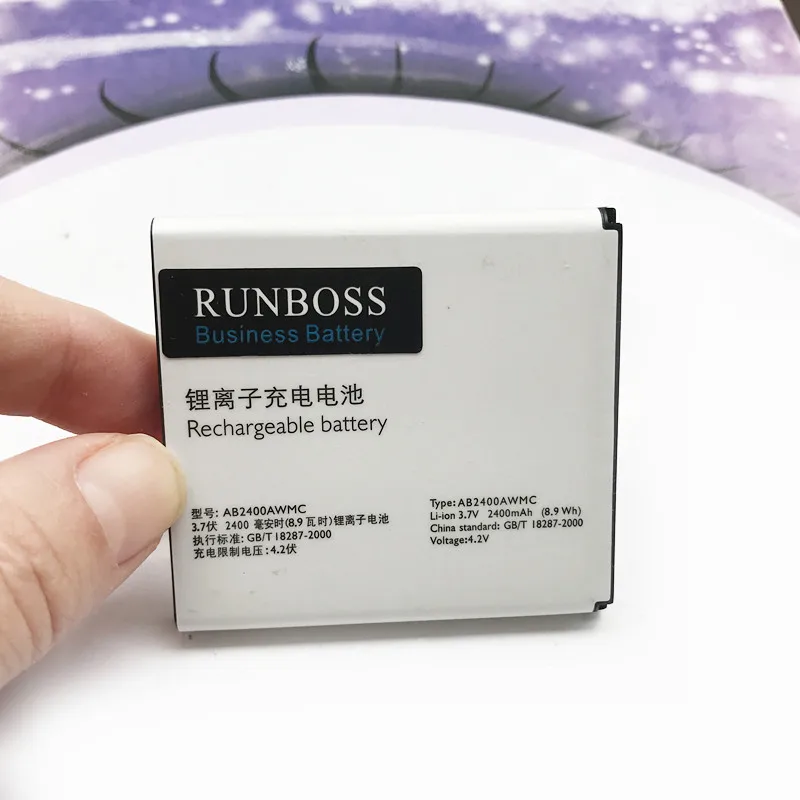 RUNBOSS
Business Battery
锂离子充电电池
Rechargeable battery
型号: AB2400AWMC
3.7伏 2400 毫安时(8.9 瓦时)锂离子电池
执行标准: GB/T 18287-2000
充电限制电压: 4.2伏
Type: AB2400AWMC
Li-ion 3.7V 2400mAh (8.9 Wh)
China standard: GB/T 18287-2000
Voltage:4.2V